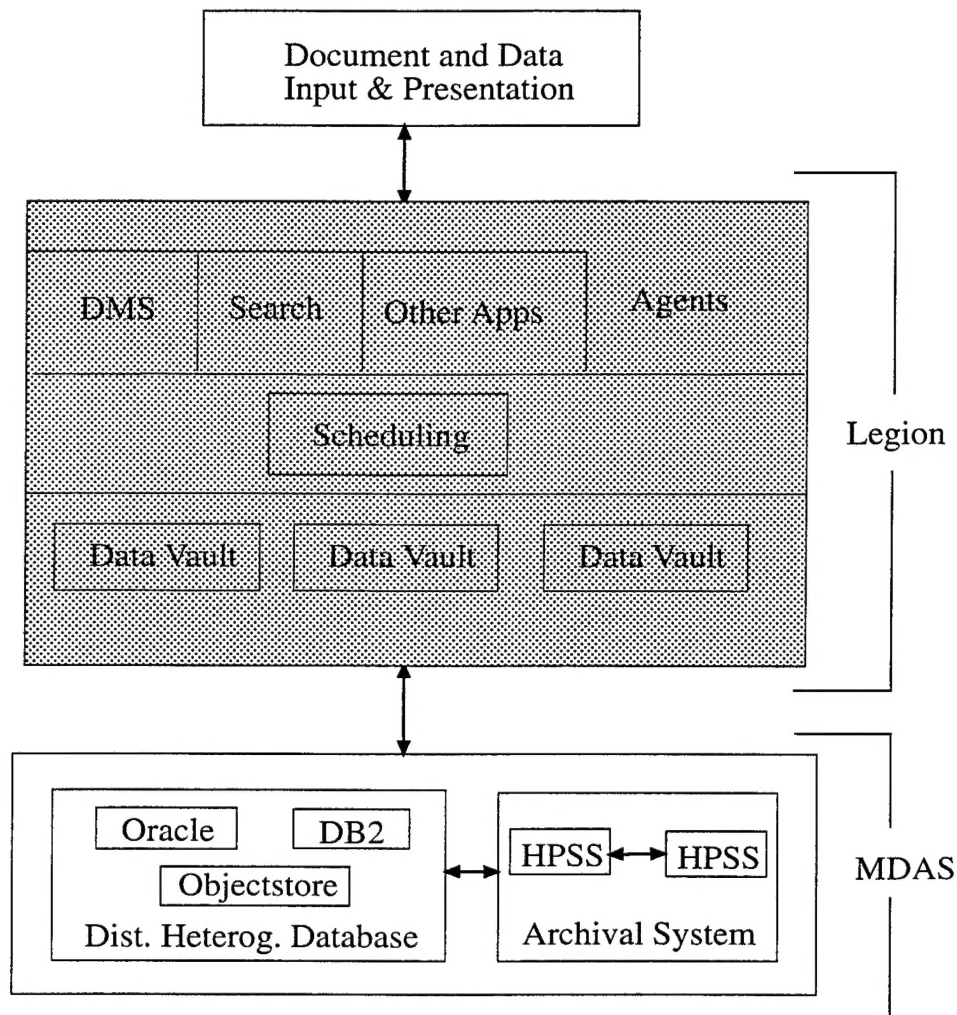 Document and Data
Input & Presentation
DMS
Search
Other Apps
Agents
Scheduling
Legion
Data Vault
Data Vault
Data Vault
Oracle
DB2
Objectstore
Dist. Heterog. Database
HPSS
HPSS
Archival System
MDAS